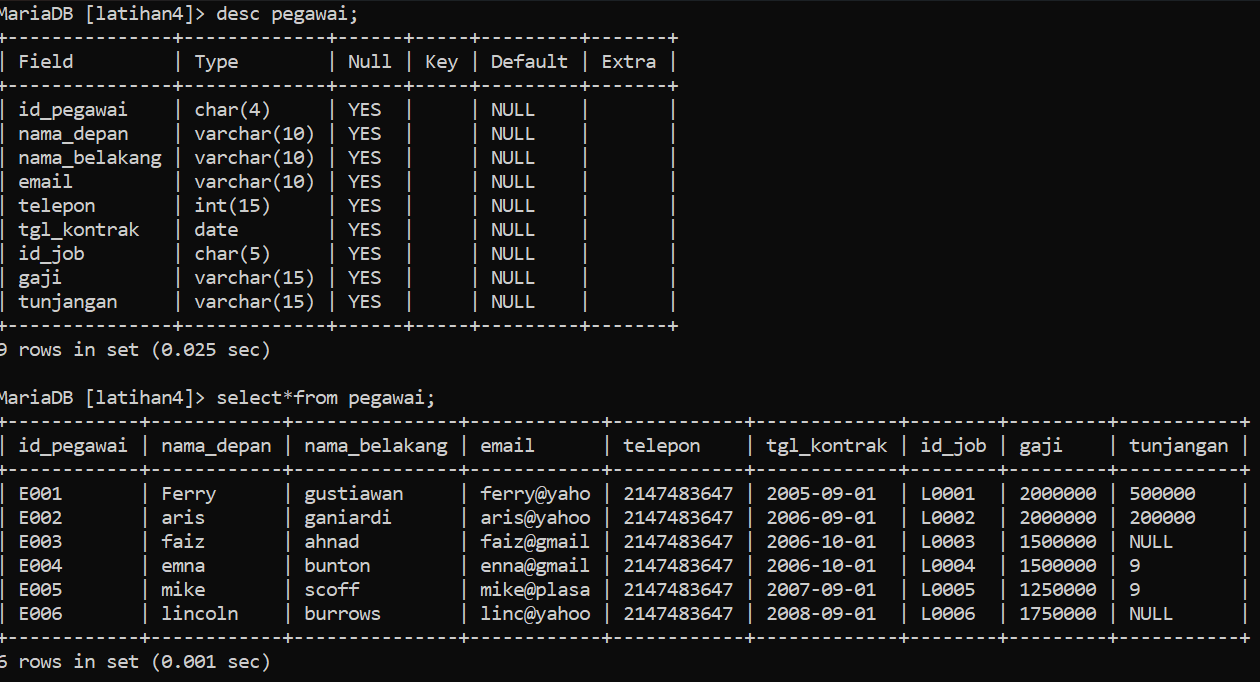 MariaDB [latihan4]> desc pegawai;
+---------------+-------------+------+-----+---------+-------+
| Field         | Type        | Null | Key | Default | Extra |
+---------------+-------------+------+-----+---------+-------+
| id_pegawai    | char(4)     | YES  |     | NULL    |       |
| nama_depan    | varchar(10) | YES  |     | NULL    |       |
| nama_belakang | varchar(10) | YES  |     | NULL    |       |
| email         | varchar(10) | YES  |     | NULL    |       |
| telepon       | int(15)     | YES  |     | NULL    |       |
| tgl_kontrak   | date        | YES  |     | NULL    |       |
| id_job        | char(5)     | YES  |     | NULL    |       |
| gaji          | varchar(15) | YES  |     | NULL    |       |
| tunjangan     | varchar(15) | YES  |     | NULL    |       |
+---------------+-------------+------+-----+---------+-------+
9 rows in set (0.025 sec)

MariaDB [latihan4]> select*from pegawai;
+------------+------------+---------------+------------+------------+-------------+--------+---------+-----------+
| id_pegawai | nama_depan | nama_belakang | email      | telepon    | tgl_kontrak | id_job | gaji    | tunjangan |
+------------+------------+---------------+------------+------------+-------------+--------+---------+-----------+
| E001       | Ferry      | gustiawan     | ferry@yaho | 2147483647 | 2005-09-01  | L0001  | 2000000 | 500000    |
| E002       | aris       | ganiardi      | aris@yahoo | 2147483647 | 2006-09-01  | L0002  | 2000000 | 200000    |
| E003       | faiz       | ahnad         | faiz@gmail | 2147483647 | 2006-10-01  | L0003  | 1500000 | NULL      |
| E004       | emna       | bunton        | enna@gmail | 2147483647 | 2006-10-01  | L0004  | 1500000 | 9         |
| E005       | mike       | scoff         | mike@plasa | 2147483647 | 2007-09-01  | L0005  | 1250000 | 9         |
| E006       | lincoln    | burrows       | linc@yahoo | 2147483647 | 2008-09-01  | L0006  | 1750000 | NULL      |
+------------+------------+---------------+------------+------------+-------------+--------+---------+-----------+
6 rows in set (0.001 sec)